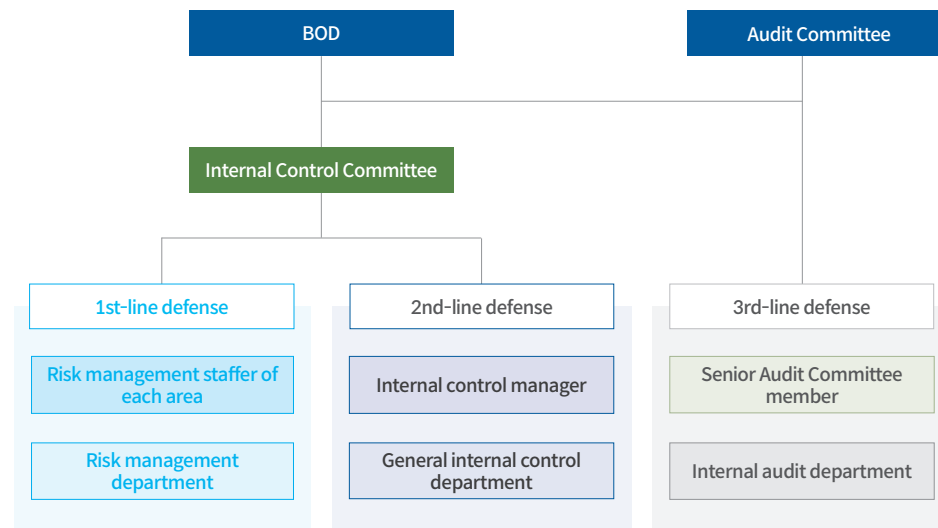 BOD
Audit Committee
Internal Control Committee
1st-line defense
2nd-line defense
3rd-line defense
Risk management staffer of
each area
Internal control manager
Senior Audit Committee
member
Risk management
department
General internal control
department
Internal audit department